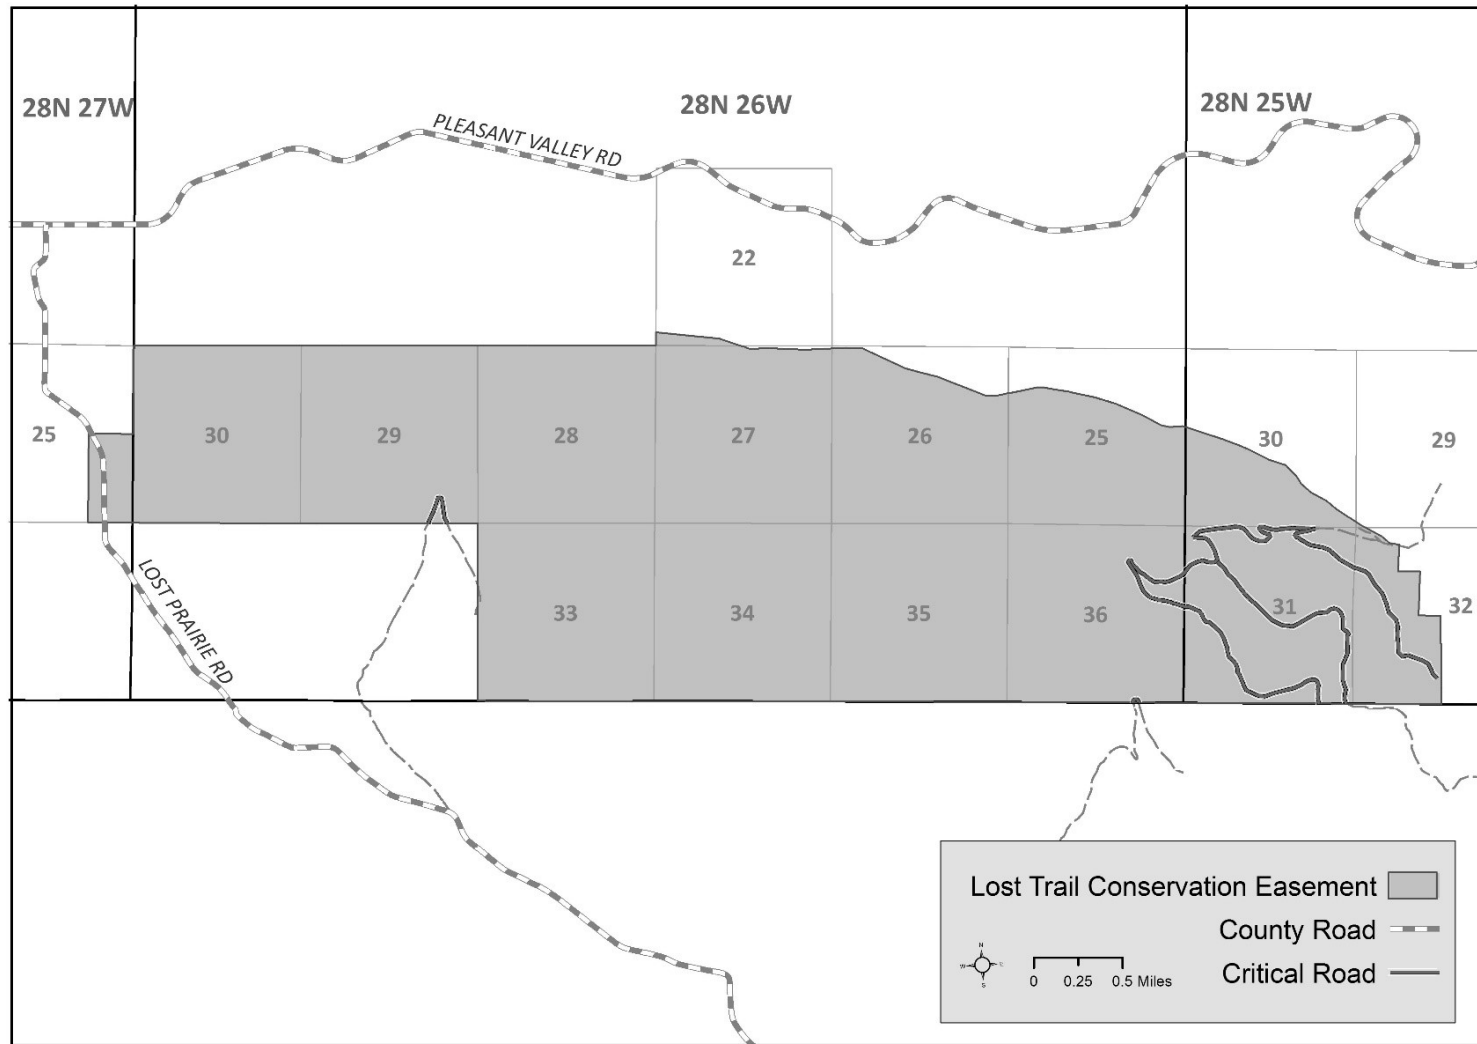 28N 27W
28N 26W
28N 25W
PLEASANT VALLEY RD
22
25
30
29
28
27
26
25
30
29
33
34
35
36
31
32
LOST PRAIRIE RD
Lost Trail Conservation Easement
County Road
Critical Road
N
W
E
S
0 0.25 0.5 Miles